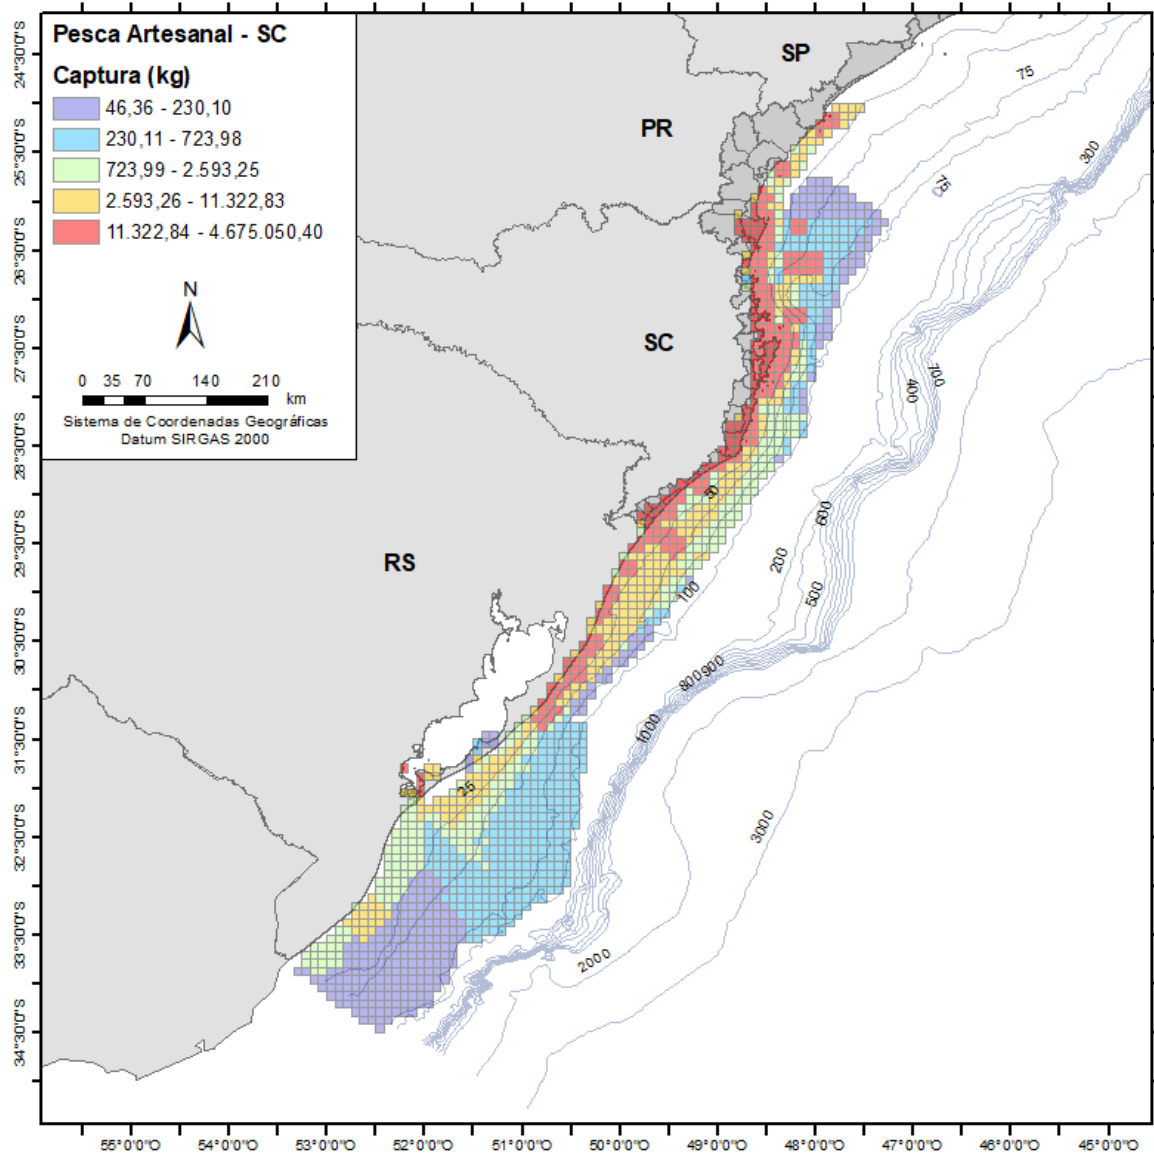 Pesca Artesanal - SC
Captura (kg)
46,36 - 230,10
230,11 - 723,98
723,99 - 2.593,25
2.593,26 - 11.322,83
11.322,84 - 4.675.050,40
N
0 35 70 140 210
km
Sistema de Coordenadas Geográficas
Datum SIRGAS 2000
SP
PR
SC
RS
75
300
75
700
400
50
600
200
100
500
800
900
1000
25
3000
2000
24°30'0"S
25°30'0"S
26°30'0"S
27°30'0"S
28°30'0"S
29°30'0"S
30°30'0"S
31°30'0"S
32°30'0"S
33°30'0"S
34°30'0"S
55°0'0"O
54°0'0"O
53°0'0"O
52°0'0"O
51°0'0"O
50°0'0"O
49°0'0"O
48°0'0"O
47°0'0"O
46°0'0"O
45°0'0"O